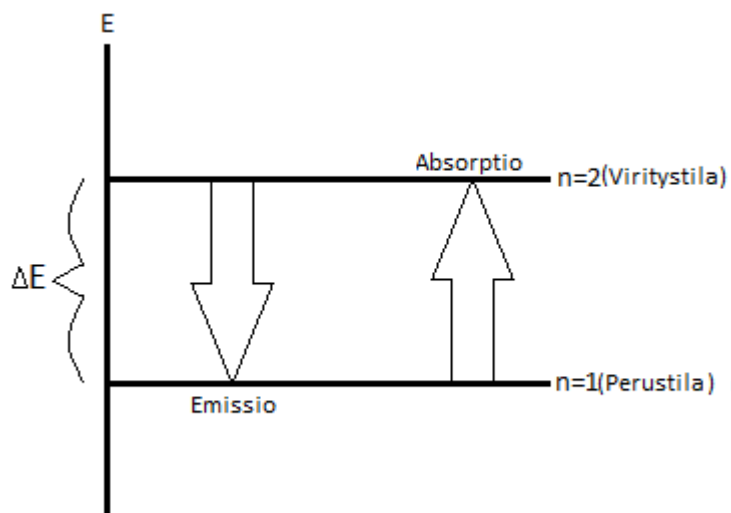 E
Absorptio
n=2(Viritystila)
ΔE
n=1(Perustila)
Emissio